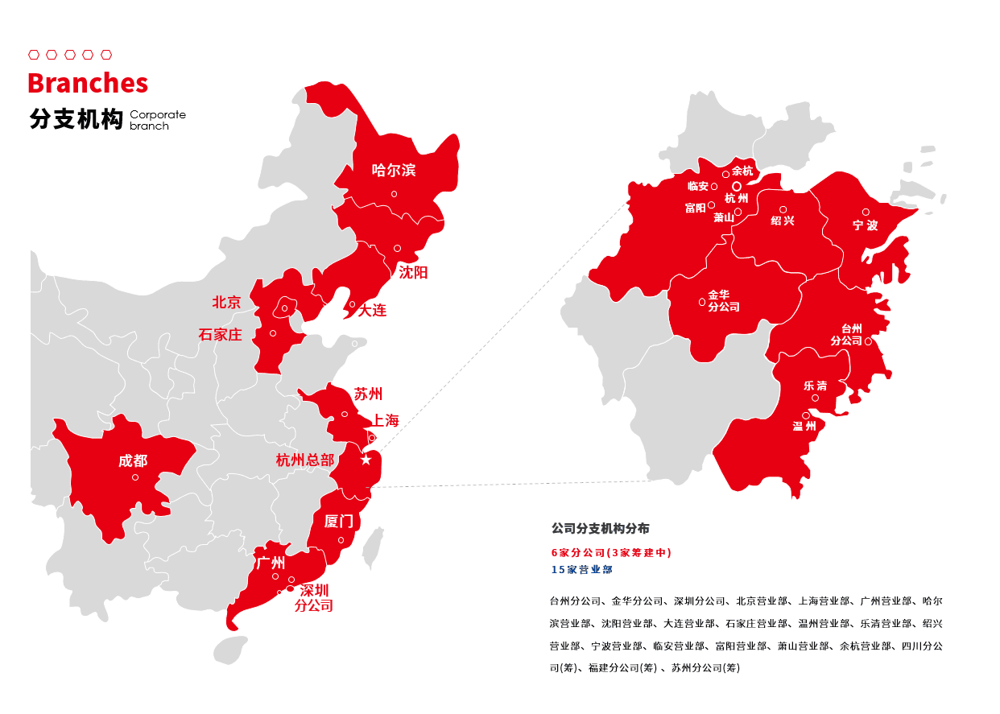 Branches
分支机构
Corporate
branch
哈尔滨
沈阳
北京
大连
石家庄
苏州
上海
成都
杭州总部
厦门
广州
深圳
分公司
余杭
临安
杭州
富阳
萧山
绍兴
宁波
金华
分公司
台州
分公司
乐清
温州
公司分支机构分布
6家分公司(3家筹建中)
15家营业部
台州分公司、金华分公司、深圳分公司、北京营业部、上海营业部、广州营业部、哈尔
滨营业部、沈阳营业部、大连营业部、石家庄营业部、温州营业部、乐清营业部、绍兴
营业部、宁波营业部、临安营业部、富阳营业部、萧山营业部、余杭营业部、四川分公
司(筹)、福建分公司(筹) 、苏州分公司(筹)